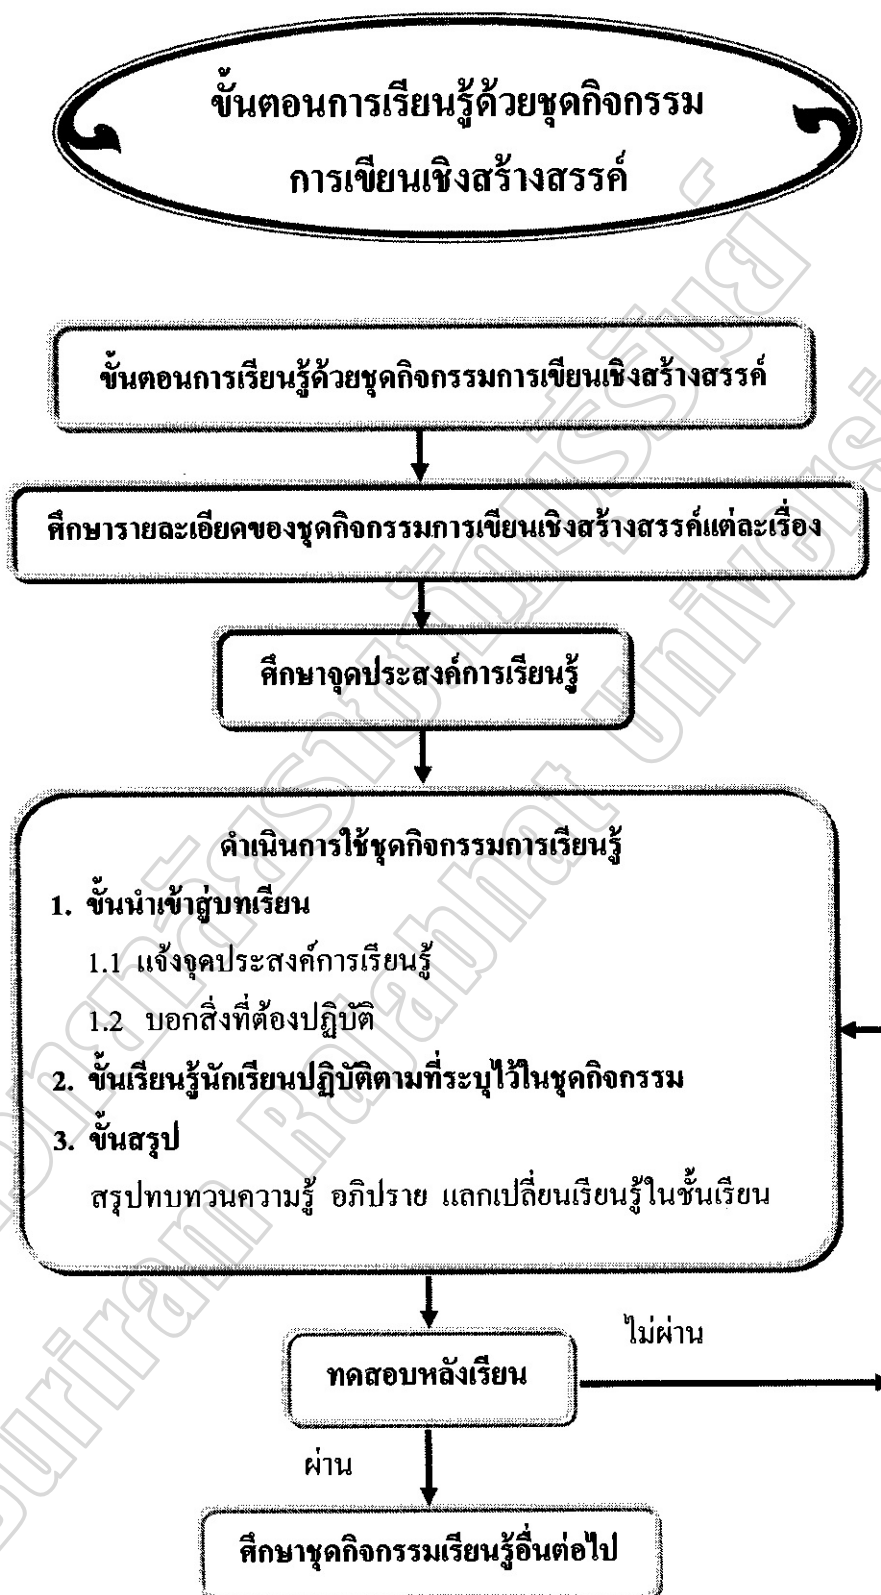 ขั้นตอนการเรียนรู้ด้วยชุดกิจกรรม
การเขียนเชิงสร้างสรรค์
ขั้นตอนการเรียนรู้ด้วยชุดกิจกรรมการเขียนเชิงสร้างสรรค์
ศึกษารายละเอียดของชุดกิจกรรมการเขียนเชิงสร้างสรรค์แต่ละเรื่อง
ศึกษาจุดประสงค์การเรียนรู้
ดำเนินการใช้ชุดกิจกรรมการเรียนรู้
1. ขั้นนำเข้าสู่บทเรียน
1.1 แจ้งจุดประสงค์การเรียนรู้
1.2 บอกสิ่งที่ต้องปฏิบัติ
2. ขั้นเรียนรู้นักเรียนปฏิบัติตามที่ระบุไว้ในชุดกิจกรรม
3. ขั้นสรุป
สรุปทบทวนความรู้ อภิปราย แลกเปลี่ยนเรียนรู้ในชั้นเรียน
ไม่ผ่าน
ทดสอบหลังเรียน
ผ่าน
ศึกษาชุดกิจกรรมเรียนรู้อื่นต่อไป
Buriram Rajabhat Universi